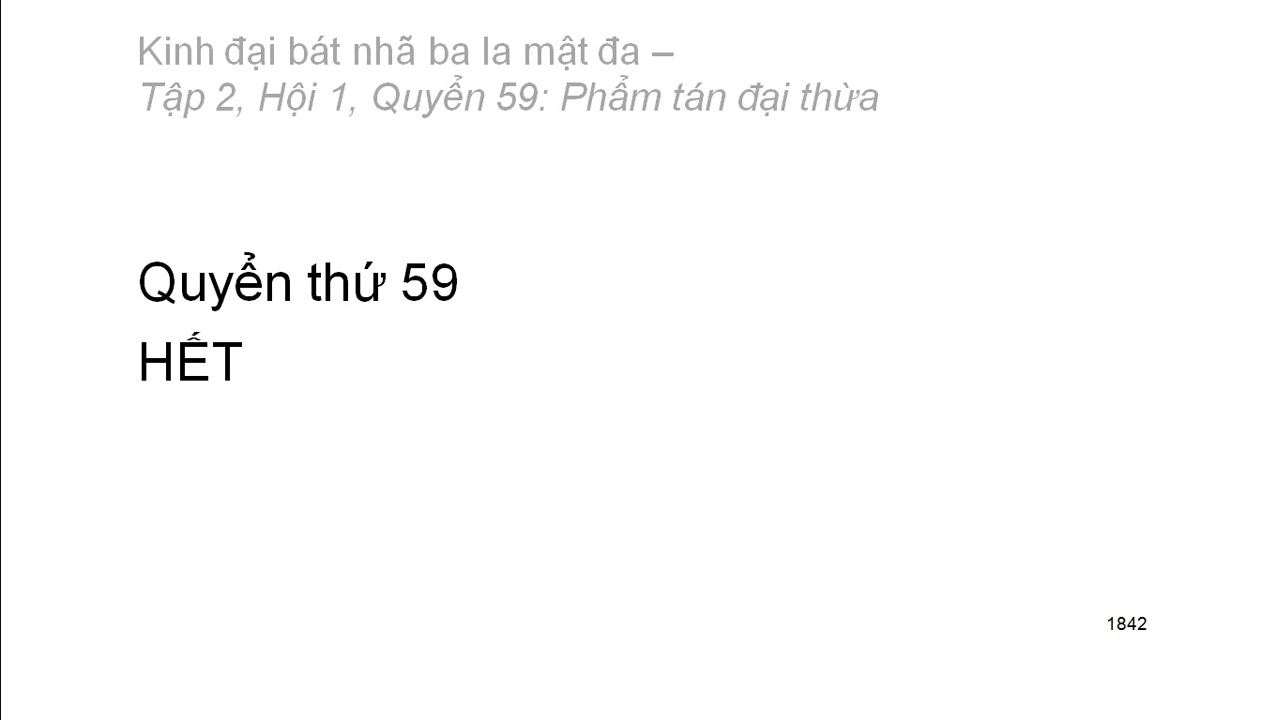 Kinh đại bát nhã ba la mật đa –
Tập 2, Hội 1, Quyển 59: Phẩm tán đại thừa
Quyển thứ 59
HẾT
1842